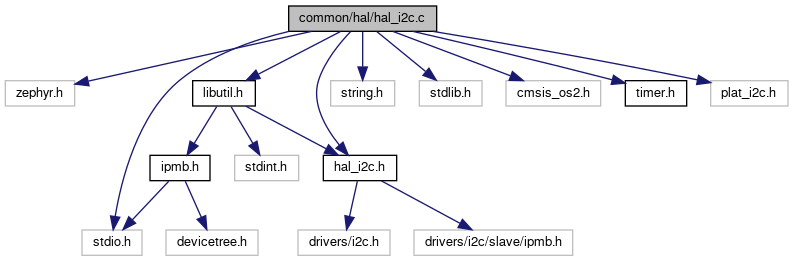 common/hal/hal_i2c.c
zephyr.h
libutil.h
string.h
stdlib.h
cmsis_os2.h
timer.h
plat_i2c.h
ipmb.h
stdint.h
hal_i2c.h
stdio.h
devicetree.h
drivers/i2c.h
drivers/i2c/slave/ipmb.h